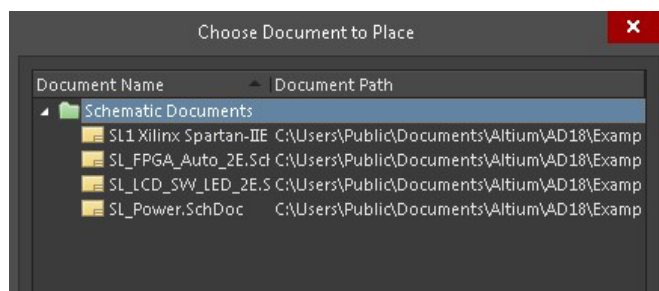 Choose Document to Place
Document Name Document Path
Schematic Documents
SL1 Xilinx Spartan-IIE C:\Users\Public\Documents\Altium\AD18\Examp
SL_FPGA_Auto_2E.Scl C:\Users\Public\Documents\Altium\AD18\Examp
SL_LCD_SW_LED_2E.S C:\Users\Public\Documents\Altium\AD18\Examp
SL_Power.SchDoc C:\Users\Public\Documents\Altium\AD18\Examp